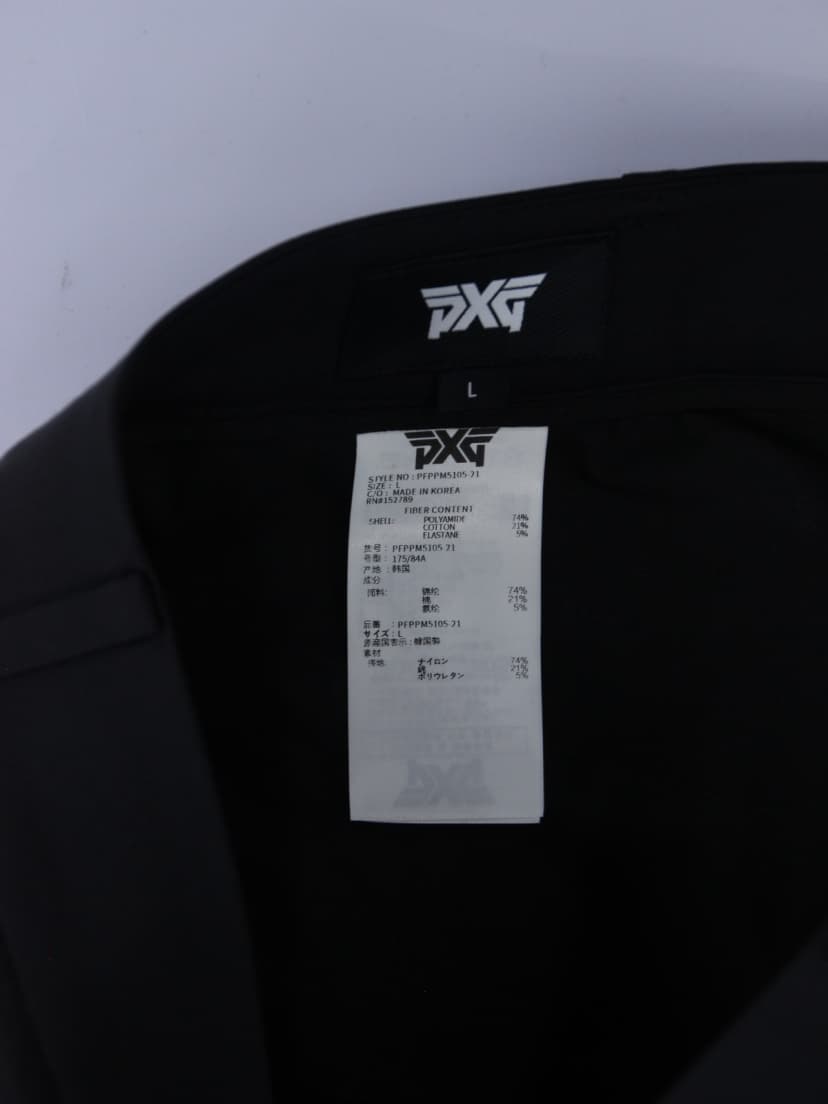 PXG
L
PXG
STYLE NO : PFPPM5105-21
SIZE : L
C/O : MADE IN KOREA
RN#152789
FIBER CONTENT
SHELL: POLYAMIDE 74%
COTTON 21%
ELASTANE 5%
货号 : PFPPM5105-21
号型 : 175/84A
产地 : 韩国
成分
面料: 锦纶 74%
棉 21%
氨纶 5%
品番 : PFPPM5105-21
サイズ : L
原産国表示 : 韓国製
素材
表地: ナイロン 74%
綿 21%
ポリウレタン 5%